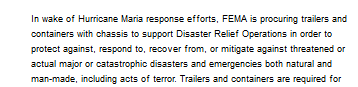 In wake of Hurricane Maria response efforts, FEMA is procuring trailers and
containers with chassis to support Disaster Relief Operations in order to
protect against, respond to, recover from, or mitigate against threatened or
actual major or catastrophic disasters and emergencies both natural and
man-made, including acts of terror. Trailers and containers are required for